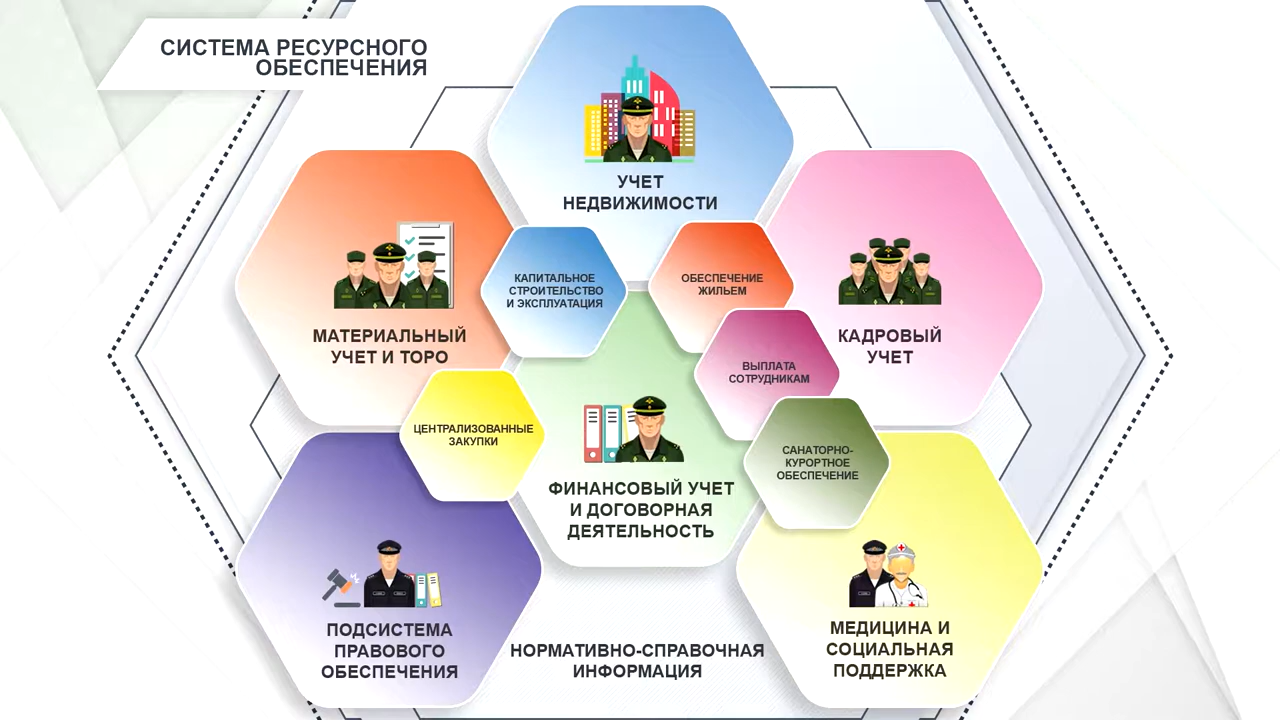 СИСТЕМА РЕСУРСНОГО
ОБЕСПЕЧЕНИЯ
УЧЕТ
НЕДВИЖИМОСТИ
МАТЕРИАЛЬНЫЙ
УЧЕТ И ТОРО
КАПИТАЛЬНОЕ
СТРОИТЕЛЬСТВО
И ЭКСПЛУАТАЦИЯ
ОБЕСПЕЧЕНИЕ
ЖИЛЬЕМ
КАДРОВЫЙ
УЧЕТ
ВЫПЛАТА
СОТРУДНИКАМ
ЦЕНТРАЛИЗОВАННЫЕ
ЗАКУПКИ
ФИНАНСОВЫЙ УЧЕТ
И ДОГОВОРНАЯ
ДЕЯТЕЛЬНОСТЬ
САНАТОРНО-
КУРОРТНОЕ
ОБЕСПЕЧЕНИЕ
ПОДСИСТЕМА
ПРАВОВОГО
ОБЕСПЕЧЕНИЯ
НОРМАТИВНО-СПРАВОЧНАЯ
ИНФОРМАЦИЯ
МЕДИЦИНА И
СОЦИАЛЬНАЯ
ПОДДЕРЖКА